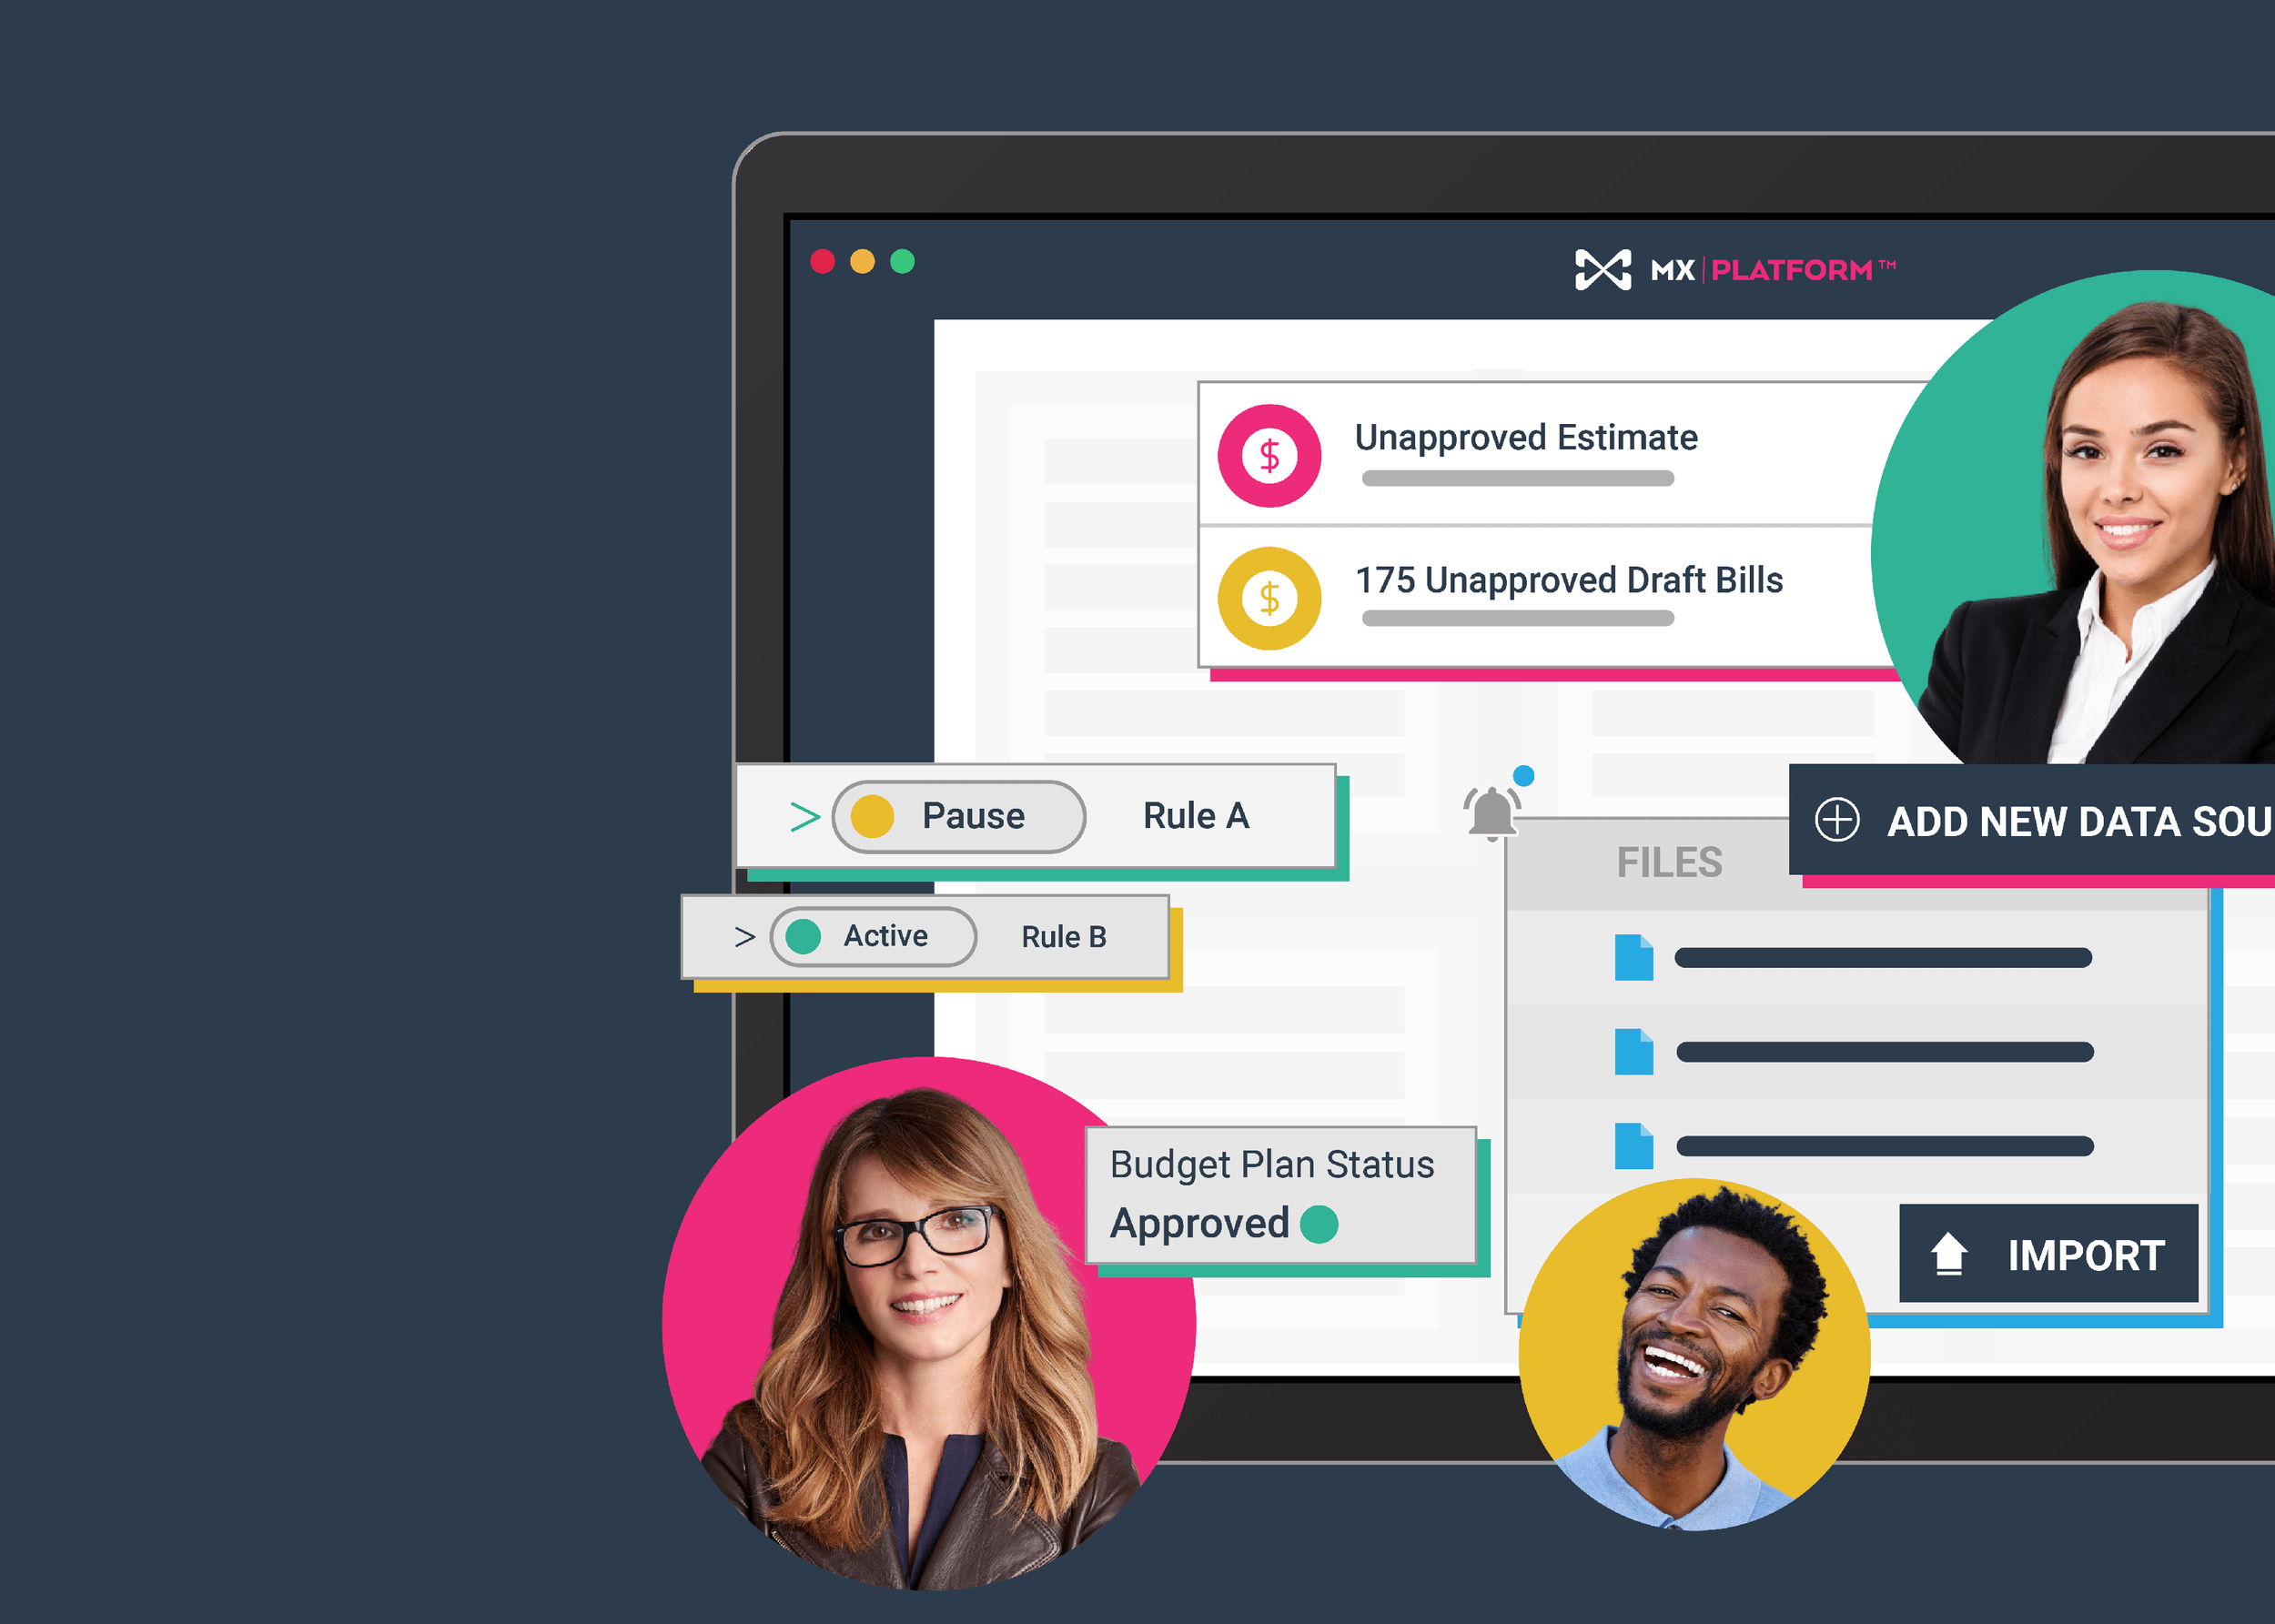 MX | PLATFORM™
$ Unapproved Estimate
$ 175 Unapproved Draft Bills
> Pause Rule A
ADD NEW DATA SOU
FILES
> Active Rule B
Budget Plan Status
Approved
IMPORT